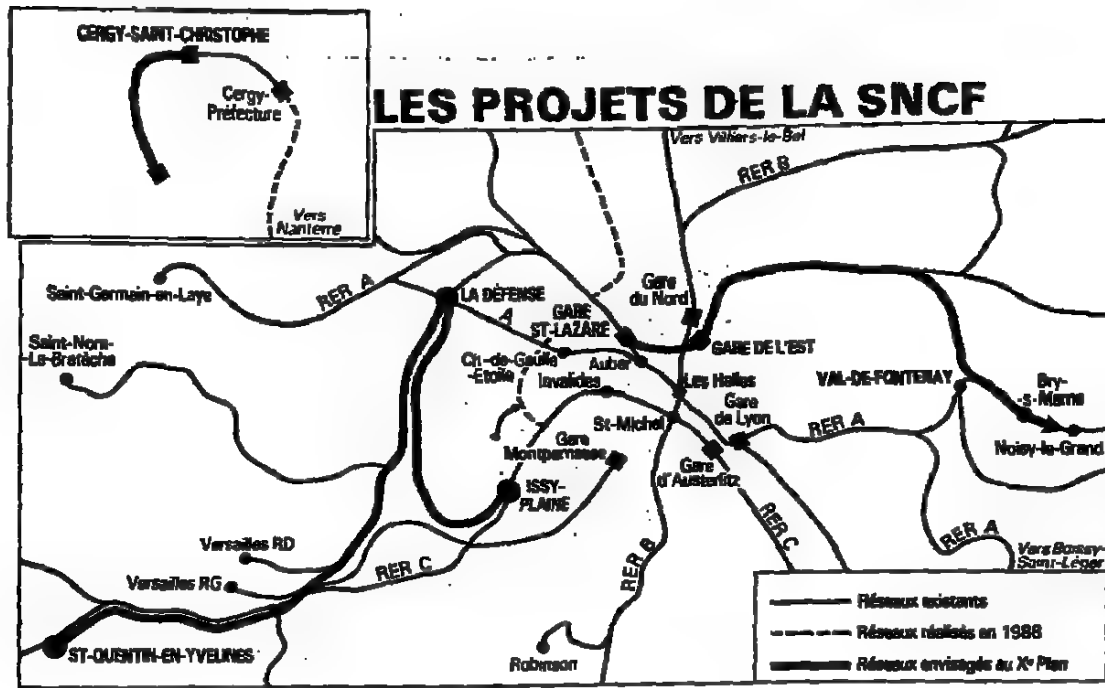 CERGY-SAINT-CHRISTOPHE
Cergy-
Préfecture
Vers
Nanterre
LES PROJETS DE LA SNCF
Vers Villiers-le-Bel
RER B
Saint-Germain-en-Laye
RER A
LA DÉFENSE
A
GARE
ST-LAZARE
Gare
du Nord
GARE DE L'EST
Saint-Nom-
La-Bretèche
Ch-de-Gaulle
-Etoile
Auber
Invalides
Les Halles
VAL-DE-FONTENAY
Bry-
-s-Marne
St-Michel
Gare
de Lyon
RER A
Noisy-le-Grand
Gare
Montparnasse
Gare
d'Austerlitz
ISSY-
PLAINE
Versailles RD
Versailles RG
RER C
RER B
RER C
RER A
Vers Boissy-
Saint-Léger
ST-QUENTIN-EN-YVELINES
Robinson
Réseaux existants
Réseaux réalisés en 1988
Réseaux envisagés au Xe Plan